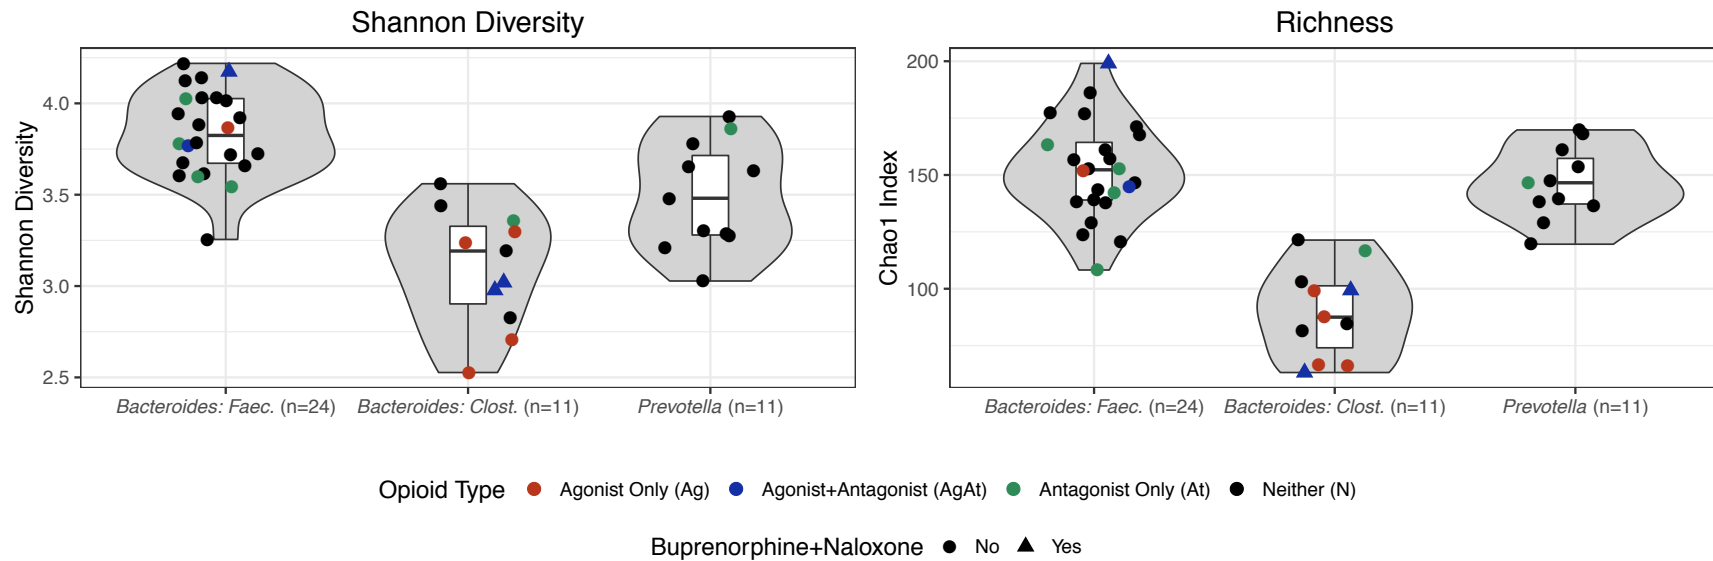 Shannon Diversity
Shannon Diversity
4.0
3.5
3.0
2.5
Bacteroides: Faec. (n=24) Bacteroides: Clost. (n=11) Prevotella (n=11)
Richness
Chao1 Index
200
150
100
Bacteroides: Faec. (n=24) Bacteroides: Clost. (n=11) Prevotella (n=11)
Opioid Type Agonist Only (Ag) Agonist+Antagonist (AgAt) Antagonist Only (At) Neither (N)
Buprenorphine+Naloxone No Yes